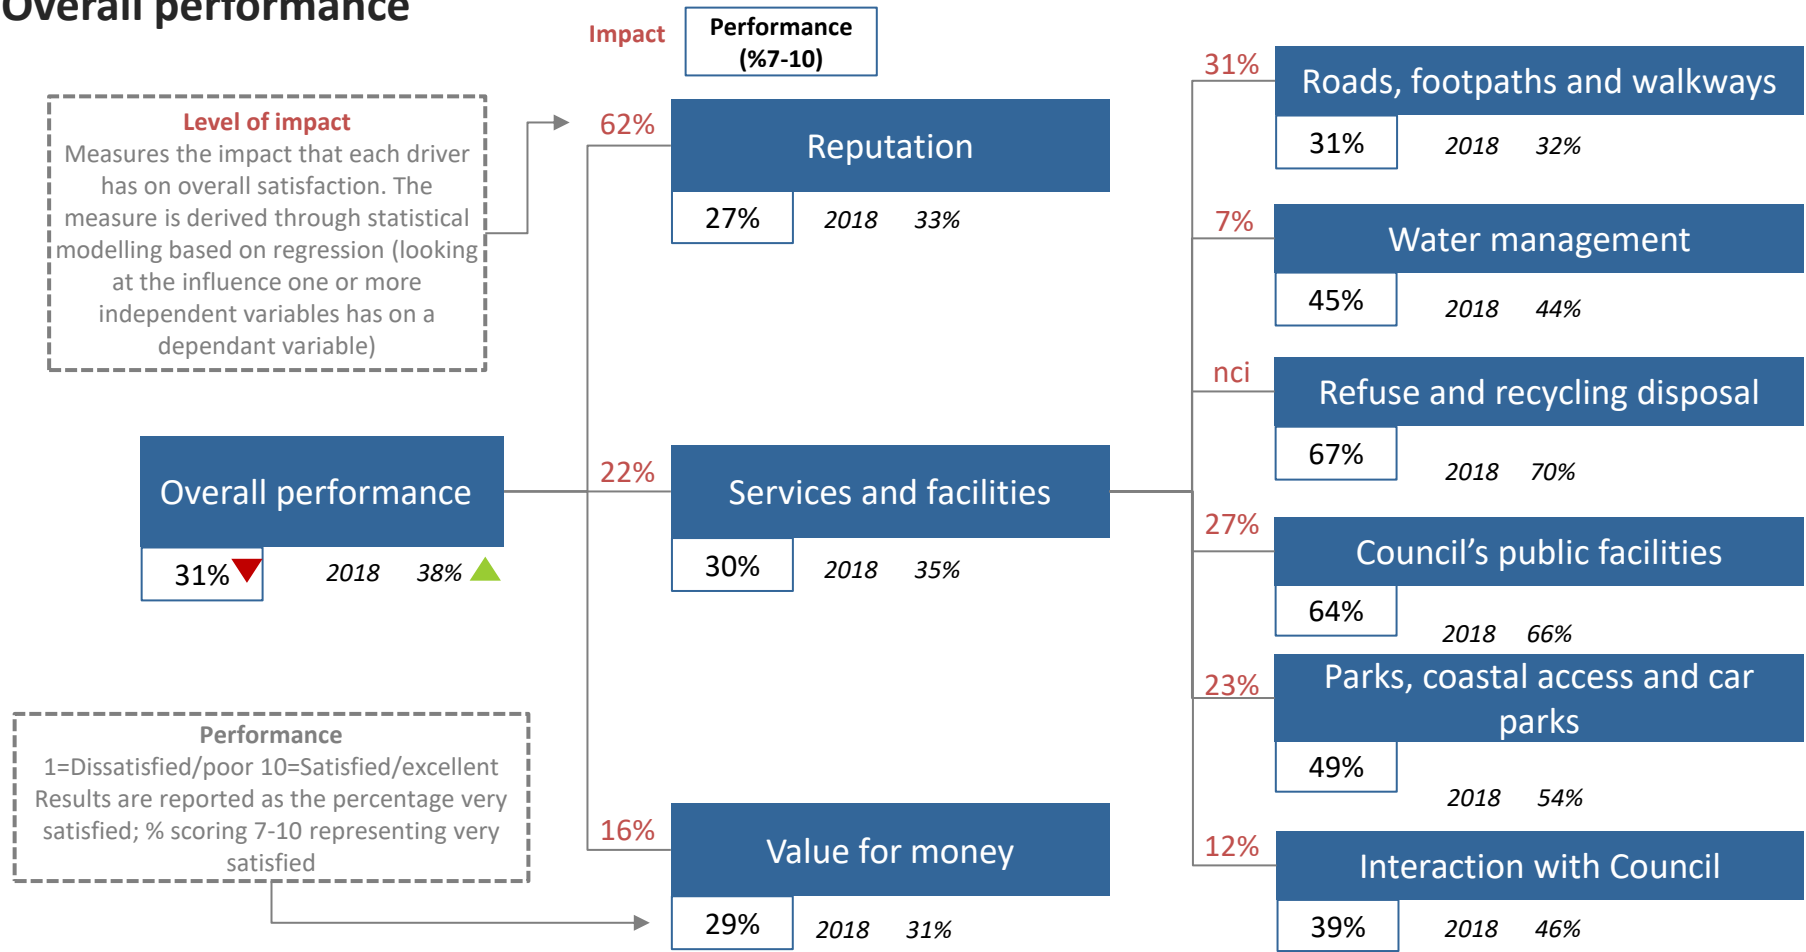 Overall performance
Impact
Performance
(%7-10)
Level of impact
Measures the impact that each driver
has on overall satisfaction. The
measure is derived through statistical
modelling based on regression (looking
at the influence one or more
independent variables has on a
dependant variable)
Overall performance
31%
2018 38%
Performance
1=Dissatisfied/poor 10=Satisfied/excellent
Results are reported as the percentage very
satisfied; % scoring 7-10 representing very
satisfied
62%
Reputation
27%
2018 33%
22%
Services and facilities
30%
2018 35%
16%
Value for money
29%
2018 31%
31%
Roads, footpaths and walkways
31%
2018 32%
7%
Water management
45%
2018 44%
nci
Refuse and recycling disposal
67%
2018 70%
27%
Council’s public facilities
64%
2018 66%
23%
Parks, coastal access and car
parks
49%
2018 54%
12%
Interaction with Council
39%
2018 46%